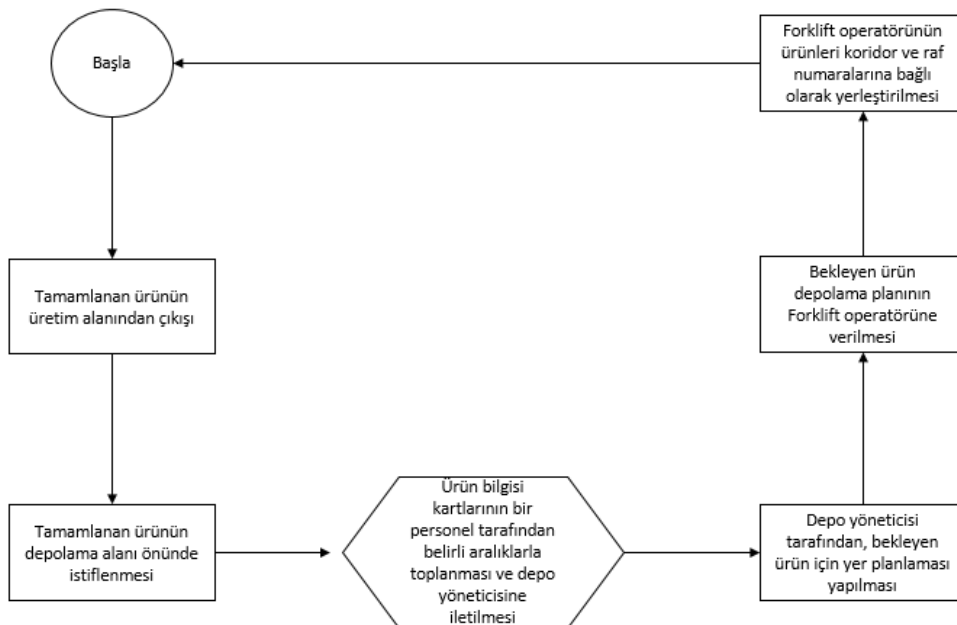 Başla
Tamamlanan ürünün
üretim alanından çıkışı
Tamamlanan ürünün
depolama alanı önünde
istiflenmesi
Ürün bilgisi
kartlarının bir
personel tarafından
belirli aralıklarla
toplanması ve depo
yöneticisine
iletilmesi
Depo yöneticisi
tarafından, bekleyen
ürün için yer planlaması
yapılması
Bekleyen ürün
depolama planının
Forklift operatörüne
verilmesi
Forklift operatörünün
ürünleri koridor ve raf
numaralarına bağlı
olarak yerleştirilmesi